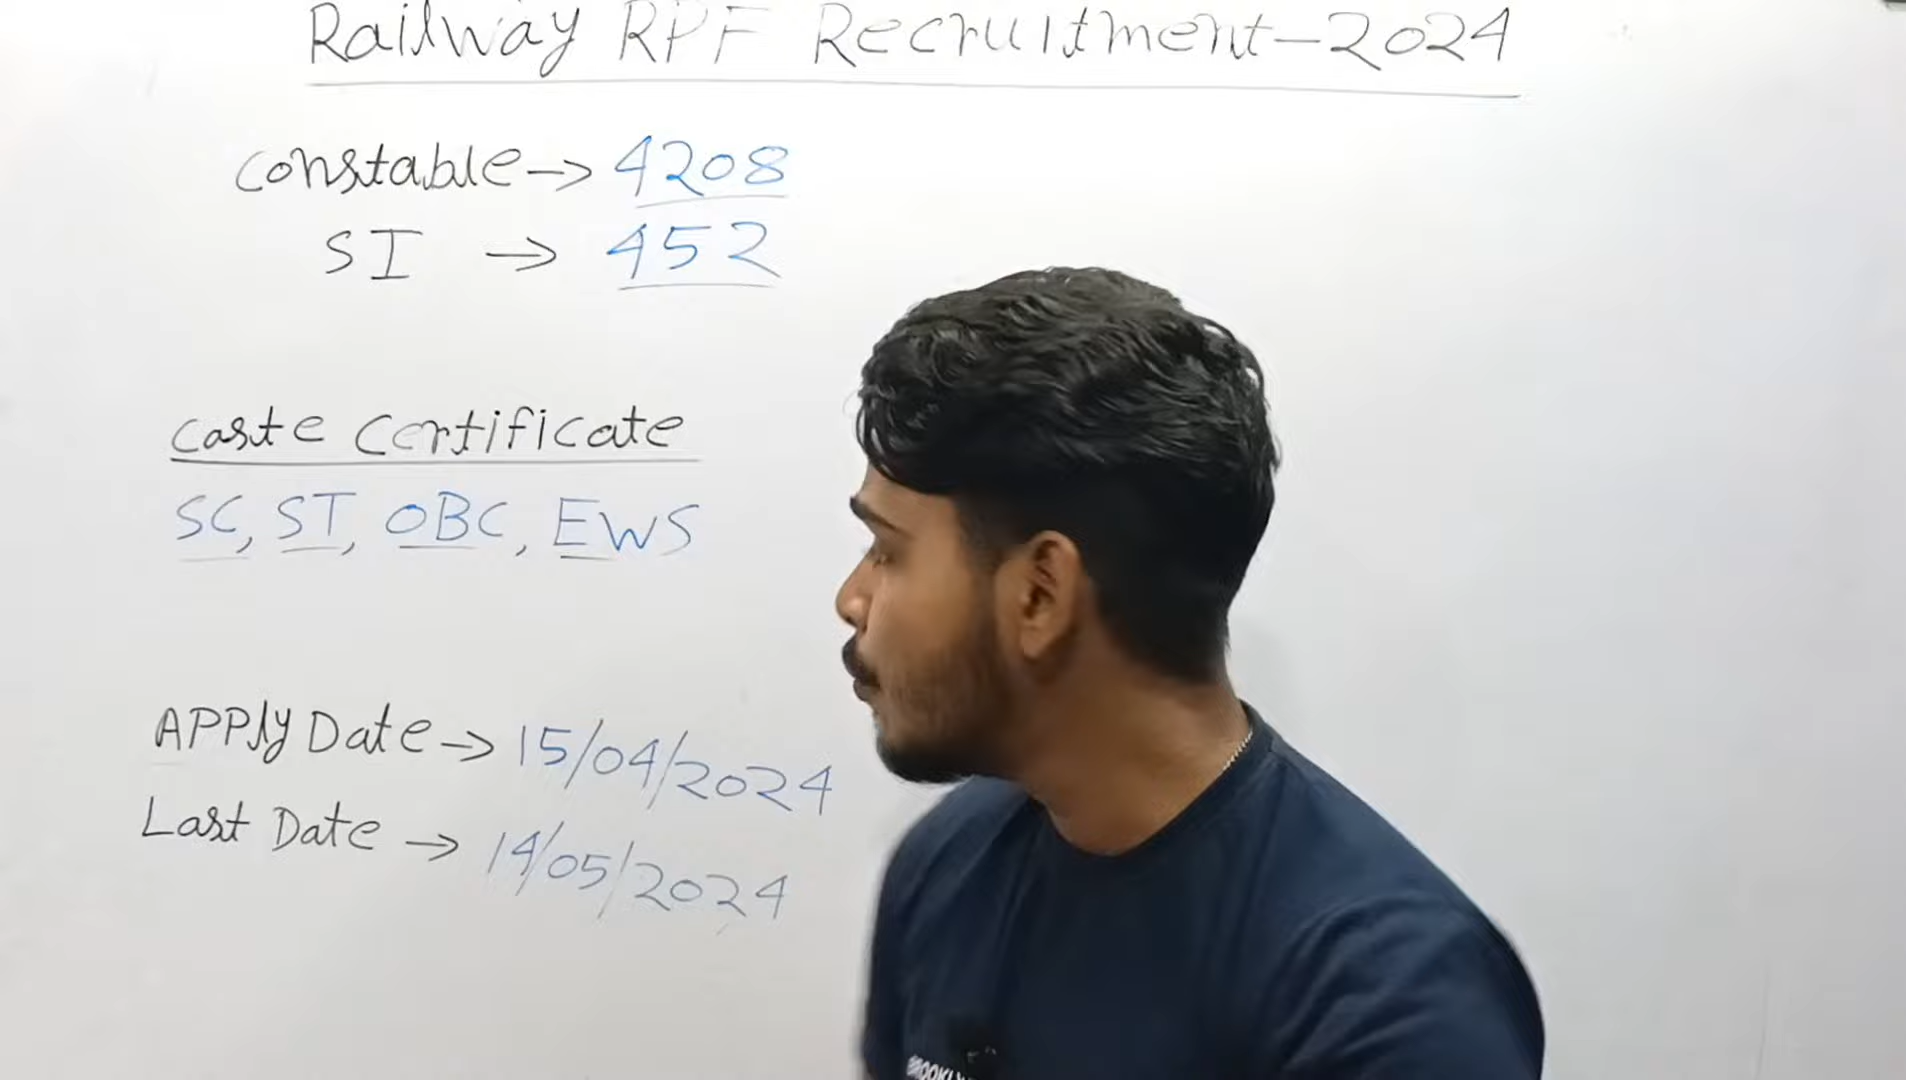 Railway RPF Recruitment-2024
Constable → 4208
SI → 452
Caste Certificate
SC, ST, OBC, EWS
APPly Date → 15/04/2024
Last Date → 14/05/2024